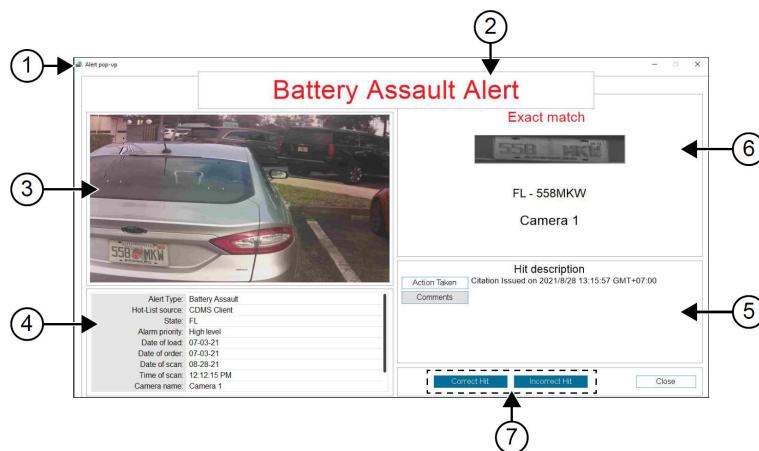 2
1
Alert pop-up
Battery Assault Alert
Exact match
558 MKW
6
3
FL - 558MKW
Camera 1
558 MKW
Hit description
Action Taken
Citation Issued on 2021/8/28 13:15:57 GMT+07:00
Comments
5
4
Alert Type: Battery Assault
Hot-List source: CDMS Client
State: FL
Alarm priority: High level
Date of load: 07-03-21
Date of order: 07-03-21
Date of scan: 08-28-21
Time of scan: 12:12:15 PM
Camera name: Camera 1
Correct Hit
Incorrect Hit
Close
7